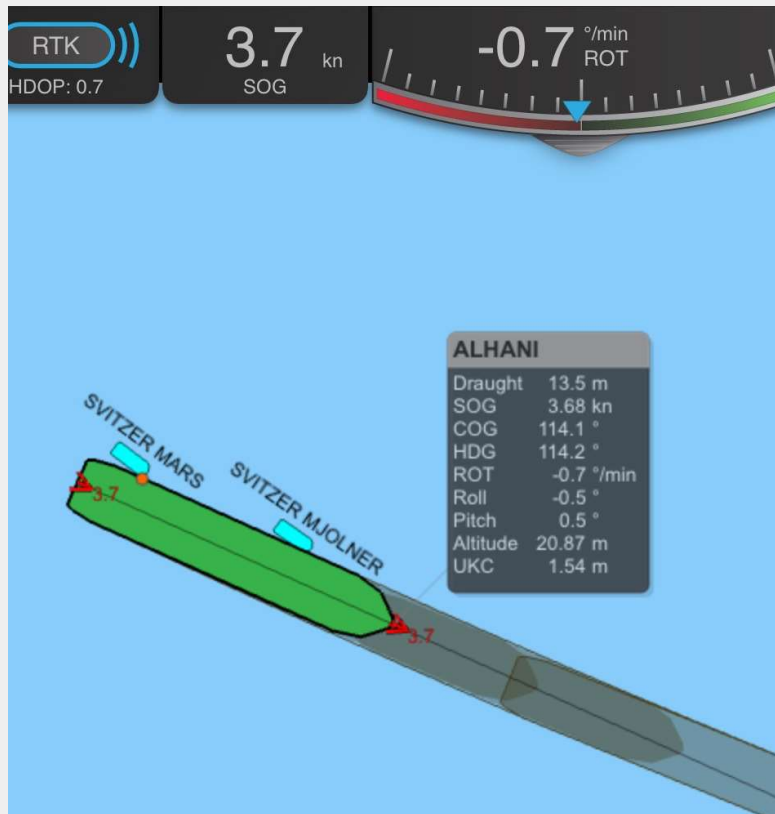 RTK
HDOP: 0.7
3.7 kn
SOG
-0.7 °/min
ROT
ALHANI
Draught 13.5 m
SOG 3.68 kn
COG 114.1 °
HDG 114.2 °
ROT -0.7 °/min
Roll -0.5 °
Pitch 0.5 °
Altitude 20.87 m
UKC 1.54 m
SVITZER MARS
SVITZER MJOLNER
3.7
3.7